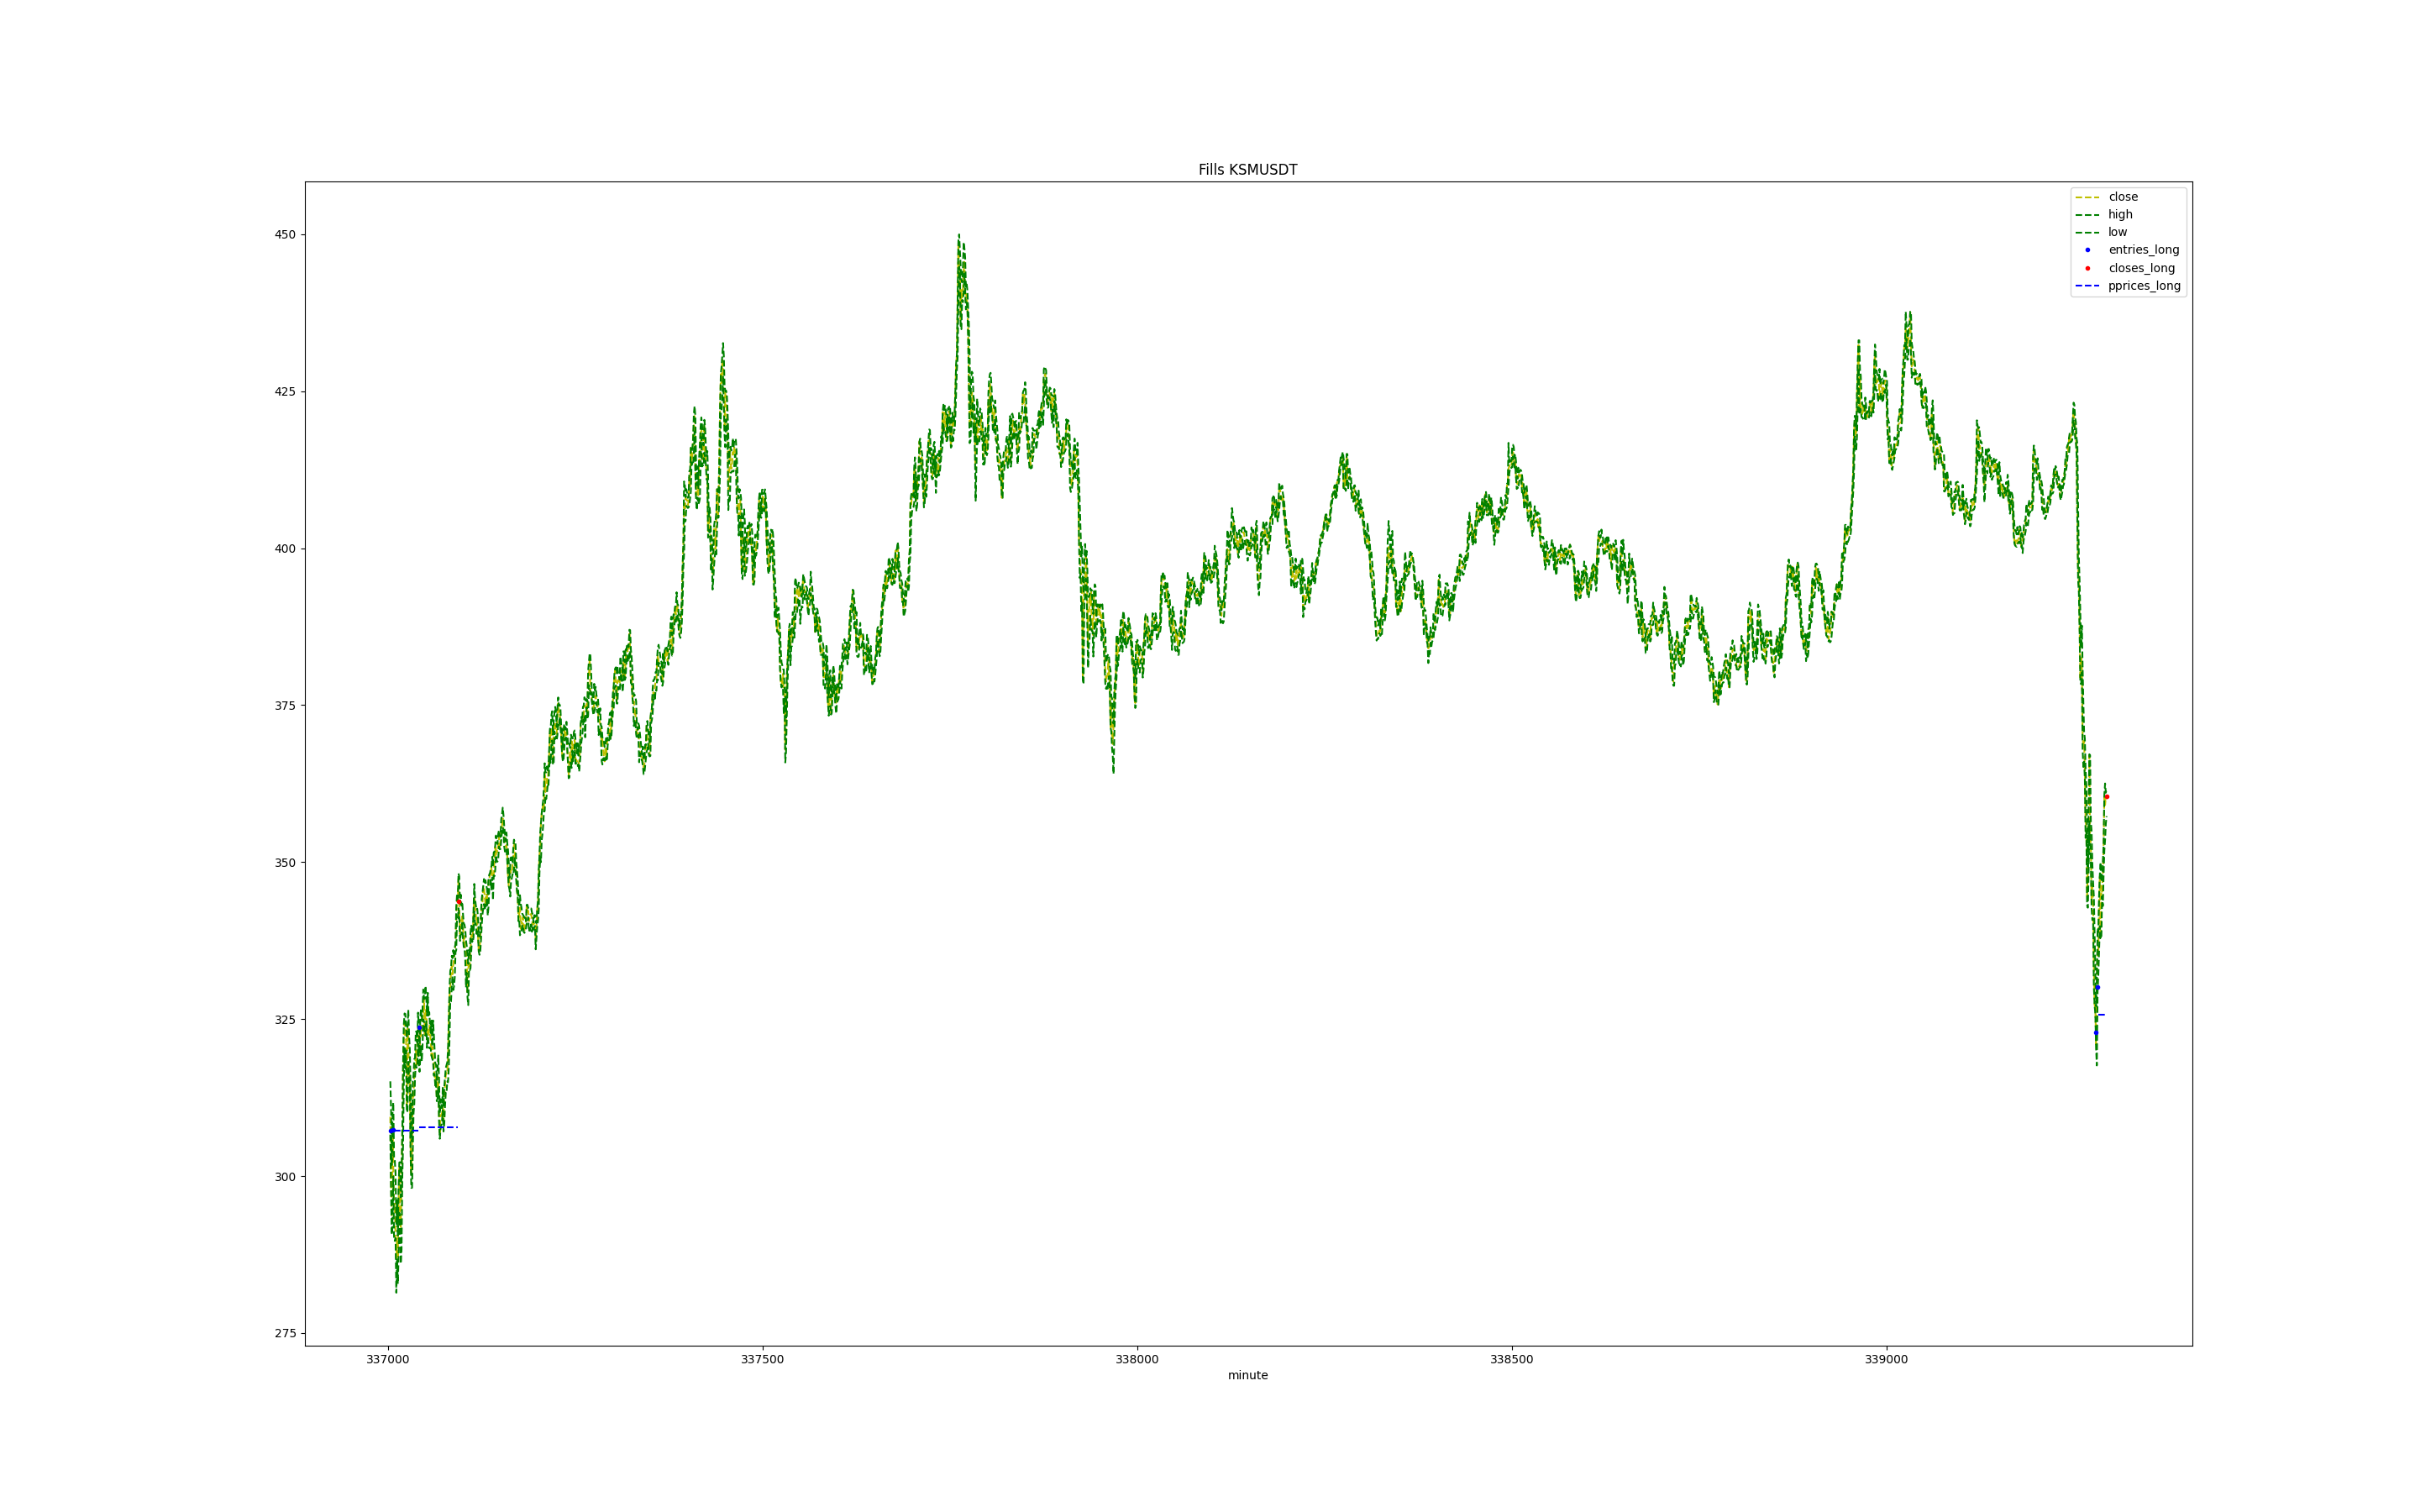 Fills KSMUSDT
close
high
low
entries_long
closes_long
pprices_long
450
425
400
375
350
325
300
275
337000 337500 338000 338500 339000
minute